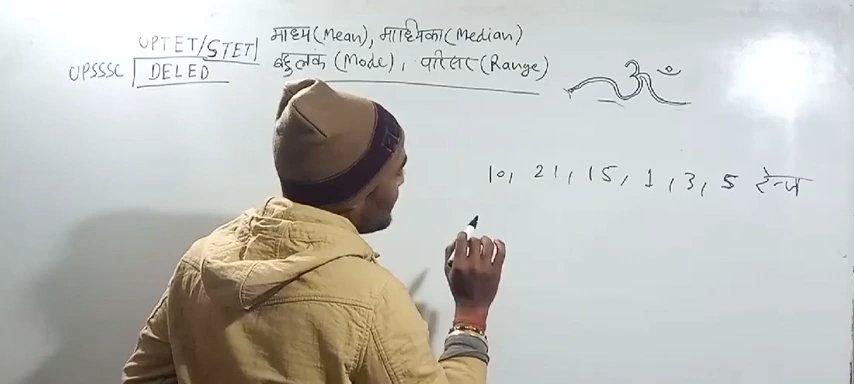 UPTET/STET माध्य(Mean), माध्यिका(Median)
UPSSSC DELED बहुलक (Mode), परिसर(Range)
ॐ
10, 21, 15, 1, 3, 5 रेन्ज